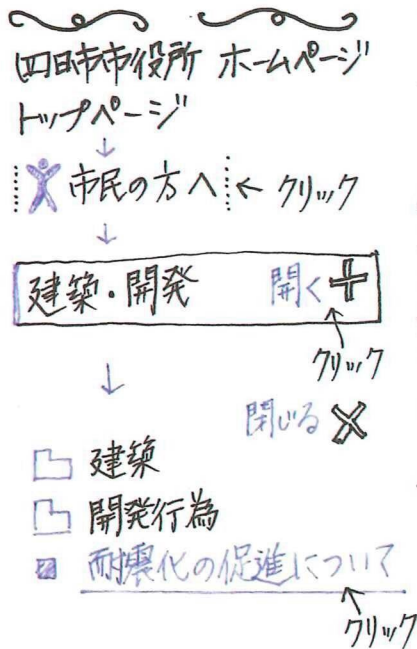 四日市市役所 ホームページ
トップページ
↓
市民の方へ ← クリック
↓
建築・開発 開く +
クリック
↓
閉じる ×
建築
開発行為
耐震化の促進について
クリック